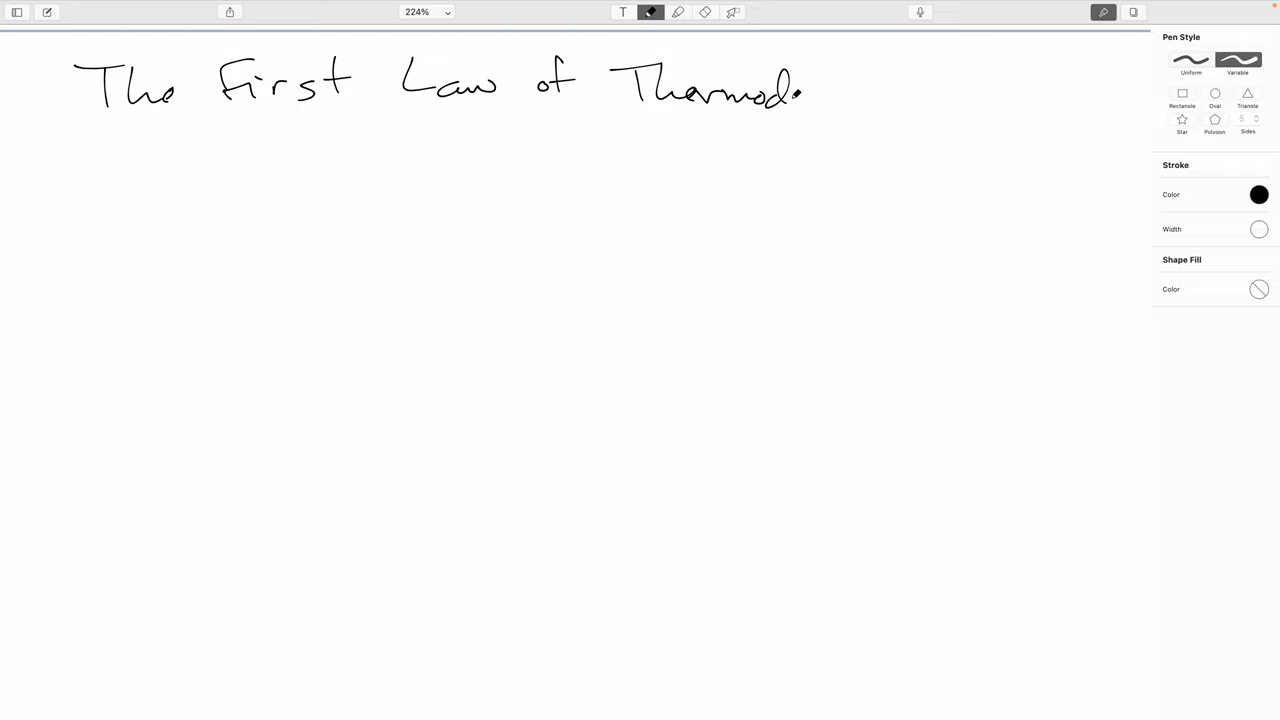 224%
T
The First Law of Thermod
Pen Style
Uniform Variable
Rectangle Oval Triangle
5
Star Polygon Sides
Stroke
Color
Width
Shape Fill
Color